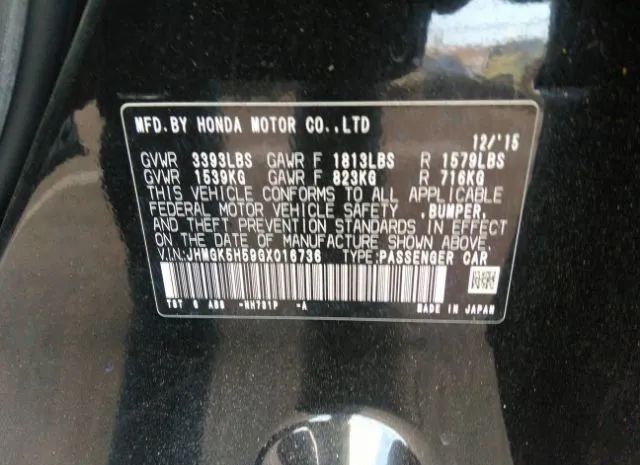 MFD.BY HONDA MOTOR CO.,LTD
12/'15
GVWR 3393LBS GAWR F 1813LBS R 1579LBS
GVWR 1539KG GAWR F 823KG R 716KG
THIS VEHICLE CONFORMS TO ALL APPLICABLE
FEDERAL MOTOR VEHICLE SAFETY ,BUMPER,
AND THEFT PREVENTION STANDARDS IN EFFECT
ON THE DATE OF MANUFACTURE SHOWN ABOVE.
V.I.N:JHMGK5H59GX016736 TYPE:PASSENGER CAR
-NH731P -A MADE IN JAPAN